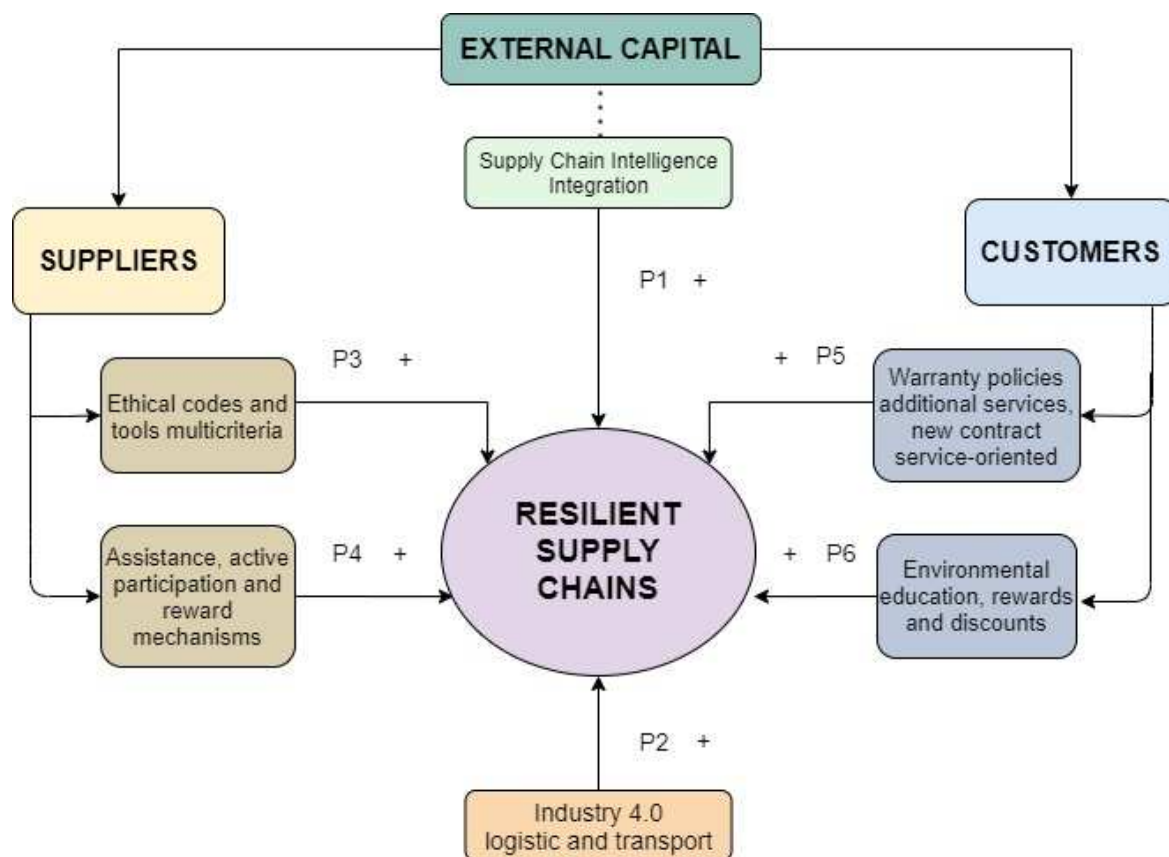 EXTERNAL CAPITAL
Supply Chain Intelligence
Integration
SUPPLIERS
CUSTOMERS
P1 +
P3 +
+ P5
Ethical codes and
tools multicriteria
Warranty policies
additional services,
new contract
service-oriented
RESILIENT
SUPPLY
CHAINS
P4 +
+ P6
Assistance, active
participation and
reward
mechanisms
Environmental
education, rewards
and discounts
P2 +
Industry 4.0
logistic and transport